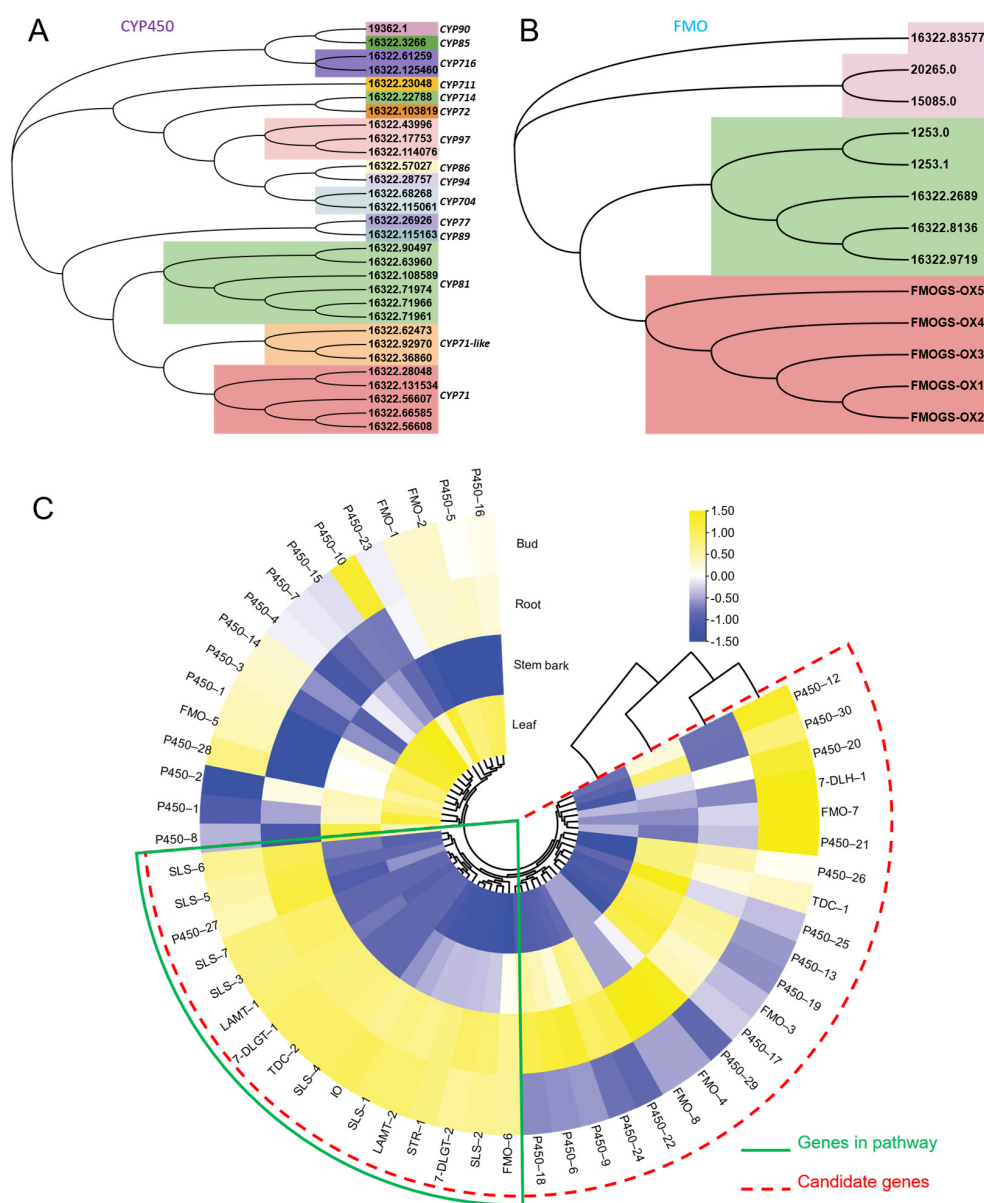 A
CYP450
19362.1 CYP90
16322.3266 CYP85
16322.61259
16322.125460
CYP716
16322.23048 CYP711
16322.22788 CYP714
16322.103819 CYP72
16322.43996
16322.17753 CYP97
16322.114076
16322.57027 CYP86
16322.28757 CYP94
16322.68268
16322.115061
CYP704
16322.26926 CYP77
16322.115163 CYP89
16322.90497
16322.63960
16322.108589
CYP81
16322.71974
16322.71966
16322.71961
16322.62473
16322.92970 CYP71-like
16322.36860
16322.28048
16322.131534
16322.56607 CYP71
16322.66585
16322.56608
B
FMO
16322.83577
20265.0
15085.0
1253.0
1253.1
16322.2689
16322.8136
16322.9719
FMOGS-OX5
FMOGS-OX4
FMOGS-OX3
FMOGS-OX1
FMOGS-OX2
C
P450–16
P450–5
FMO–2
FMO–1
P450–23
P450–10
P450–15
P450–7
P450–4
P450–14
P450–3
P450–1
FMO–5
P450–28
P450–2
P450–1
P450–8
SLS–6
SLS–5
P450–27
SLS–7
SLS–3
LAMT–1
7-DLGT–1
TDC–2
SLS–4
IO
SLS–1
LAMT–2
STR–1
7-DLGT–2
SLS–2
FMO–6
P450–18
P450–6
P450–9
P450–24
P450–22
FMO–8
FMO–4
P450–29
P450–17
FMO–3
P450–19
P450–13
P450–25
TDC–1
P450–26
P450–21
FMO-7
7-DLH–1
P450–20
P450–30
P450–12
Bud
Root
Stem bark
Leaf
1.50
1.00
0.50
0.00
-0.50
-1.00
-1.50
Genes in pathway
Candidate genes